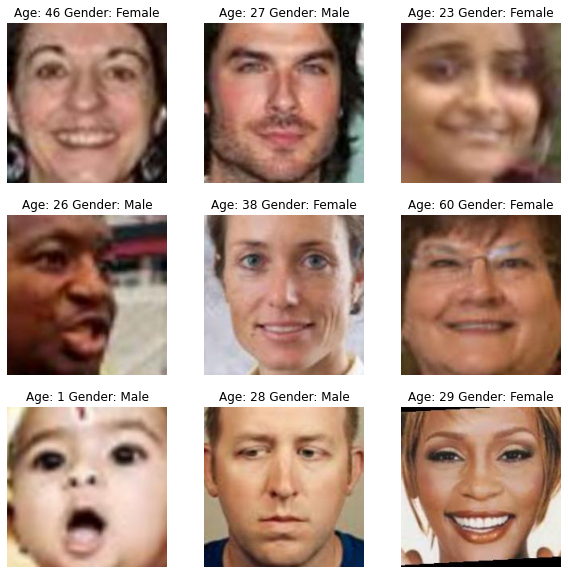 Age: 46 Gender: Female
Age: 27 Gender: Male
Age: 23 Gender: Female
Age: 26 Gender: Male
Age: 38 Gender: Female
Age: 60 Gender: Female
Age: 1 Gender: Male
Age: 28 Gender: Male
Age: 29 Gender: Female